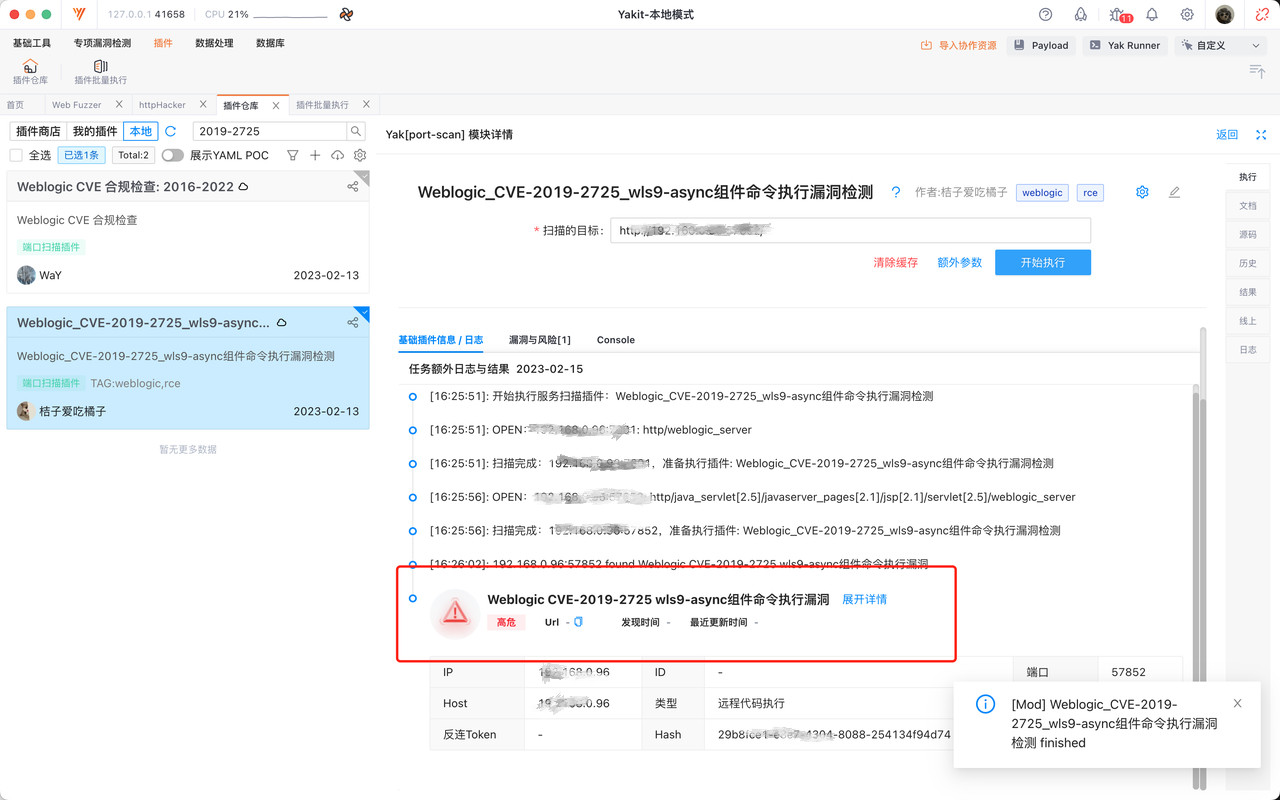 127.0.0.1 41658 CPU 21% Yakit-本地模式 11
基础工具 专项漏洞检测 插件 数据处理 数据库 导入协作资源 Payload Yak Runner 自定义
插件仓库 插件批量执行
首页 Web Fuzzer httpHacker 插件仓库 插件批量执行
插件商店 我的插件 本地 2019-2725
全选 已选1条 Total:2 展示YAML POC
Weblogic CVE 合规检查: 2016-2022
Weblogic CVE 合规检查
端口扫描插件
WaY 2023-02-13
Weblogic_CVE-2019-2725_wls9-async...
Weblogic_CVE-2019-2725_wls9-async组件命令执行漏洞检测
端口扫描插件 TAG:weblogic,rce
桔子爱吃橘子 2023-02-13
暂无更多数据
Yak[port-scan] 模块详情 返回
Weblogic_CVE-2019-2725_wls9-async组件命令执行漏洞检测 作者:桔子爱吃橘子 weblogic rce
* 扫描的目标:
清除缓存 额外参数 开始执行
执行
文档
源码
历史
结果
线上
日志
基础插件信息 / 日志 漏洞与风险[1] Console
任务额外日志与结果 2023-02-15
[16:25:51]: 开始执行服务扫描插件: Weblogic_CVE-2019-2725_wls9-async组件命令执行漏洞检测
[16:25:51]: OPEN: http/weblogic_server
[16:25:51]: 扫描完成: ，准备执行插件: Weblogic_CVE-2019-2725_wls9-async组件命令执行漏洞检测
[16:25:56]: OPEN: http/java_servlet[2.5]/javaserver_pages[2.1]/jsp[2.1]/servlet[2.5]/weblogic_server
[16:25:56]: 扫描完成: ，准备执行插件: Weblogic_CVE-2019-2725_wls9-async组件命令执行漏洞检测
[16:26:02]: 192.168.0.96:57852 found Weblogic CVE-2019-2725 wls9-async组件命令执行漏洞
Weblogic CVE-2019-2725 wls9-async组件命令执行漏洞 展开详情
高危 Url - 发现时间 - 最近更新时间 -
IP ID - 端口 57852
Host 类型 远程代码执行
反连Token - Hash
[Mod] Weblogic_CVE-2019-
2725_wls9-async组件命令执行漏洞
检测 finished